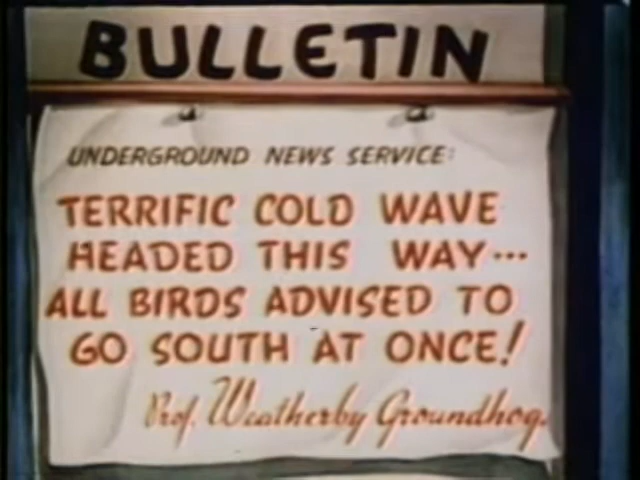 BULLETIN
UNDERGROUND NEWS SERVICE:
TERRIFIC COLD WAVE
HEADED THIS WAY...
ALL BIRDS ADVISED TO
GO SOUTH AT ONCE!
Prof. Weatherby Groundhog.